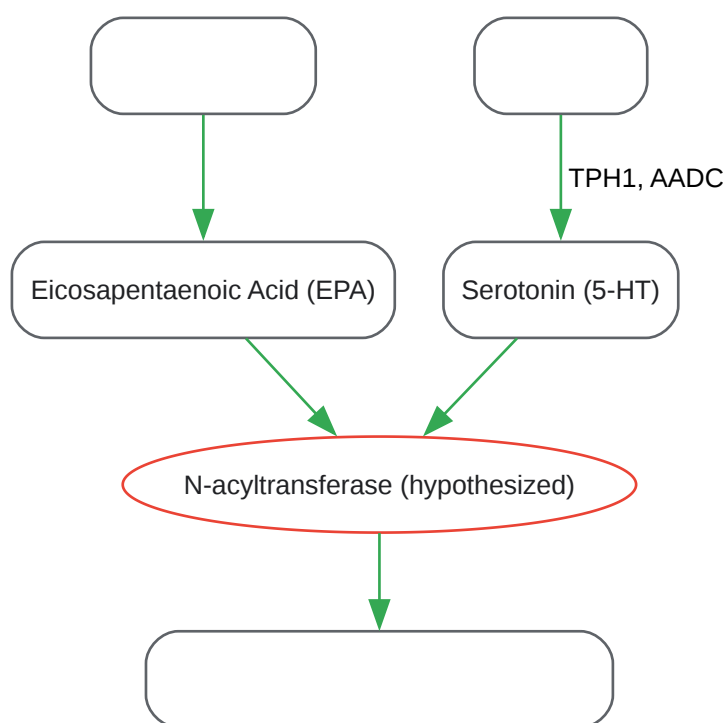 TPH1, AADC
Eicosapentaenoic Acid (EPA)
Serotonin (5-HT)
N-acyltransferase (hypothesized)